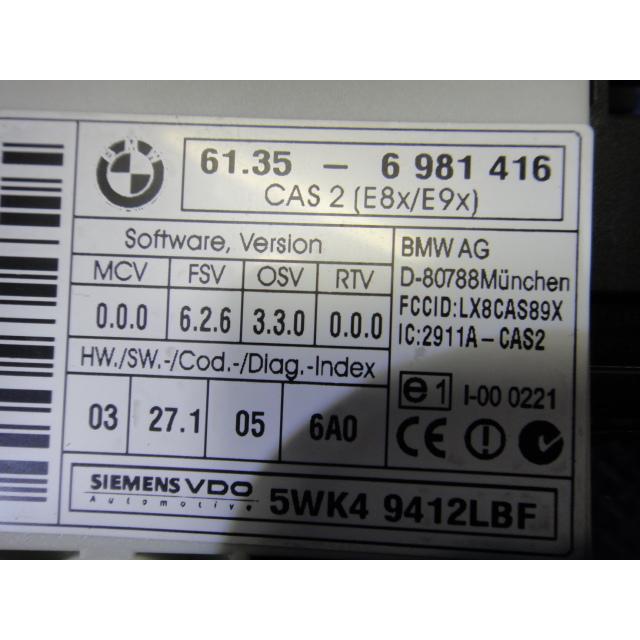 BMW
61.35 - 6 981 416
CAS 2 (E8x/E9x)
Software, Version
MCV FSV OSV RTV
0.0.0 6.2.6 3.3.0 0.0.0
HW./SW.-/Cod.-/Diag.-Index
03 27.1 05 6A0
BMW AG
D-80788München
FCCID:LX8CAS89X
IC:2911A-CAS2
e1 I-00 0221
CE
SIEMENS VDO
Automotive
5WK4 9412LBF